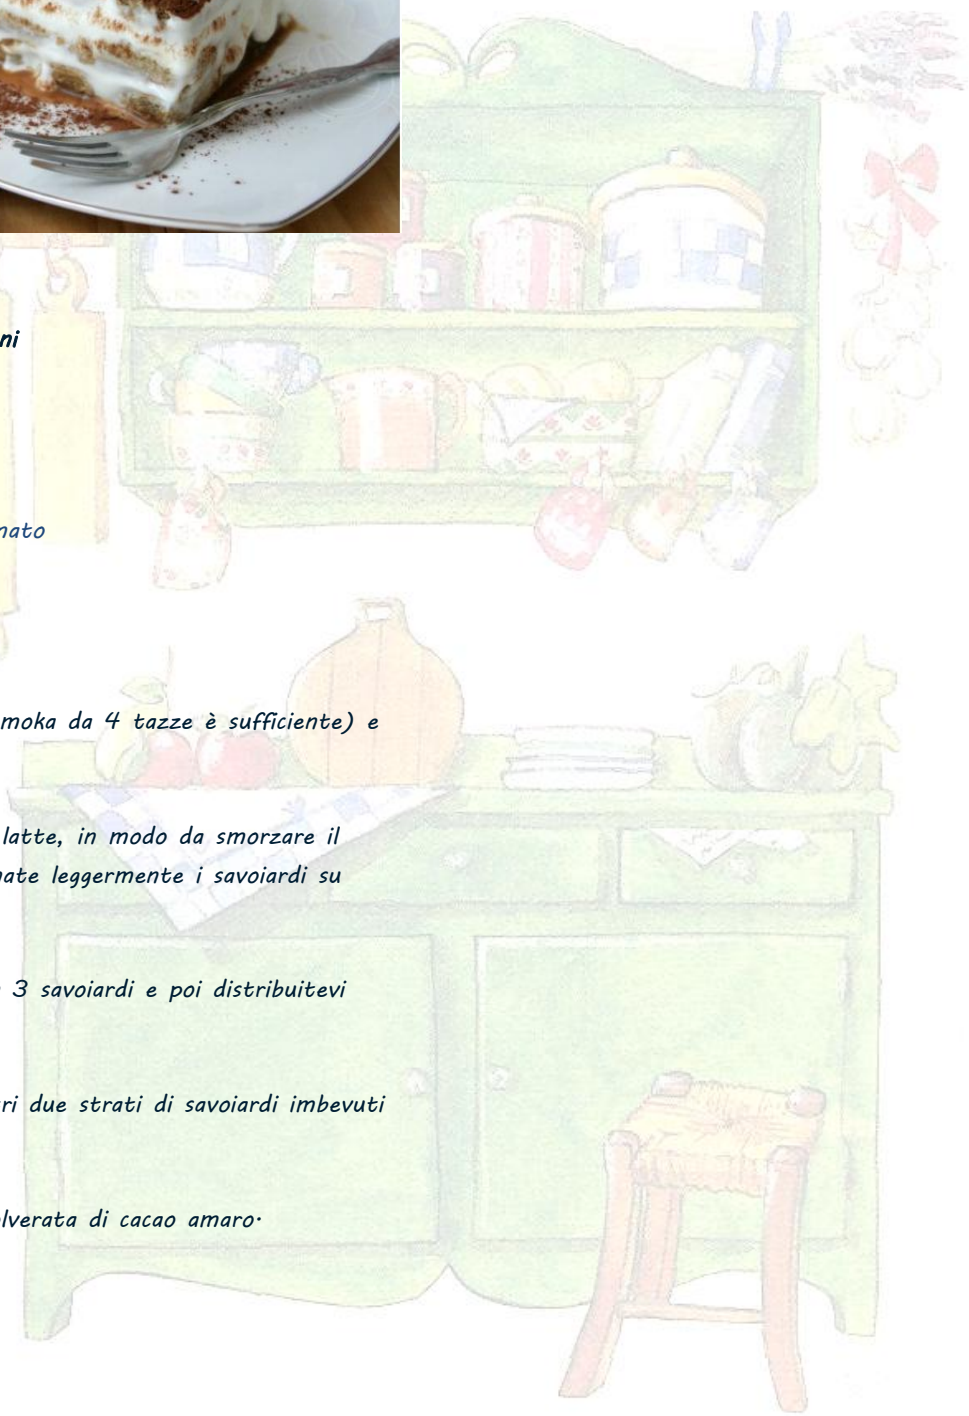 ni
nato
moka da 4 tazze è sufficiente) e
latte, in modo da smorzare il
nate leggermente i savoiardi su
3 savoiardi e poi distribuitevi
ri due strati di savoiardi imbevuti
lverata di cacao amaro·